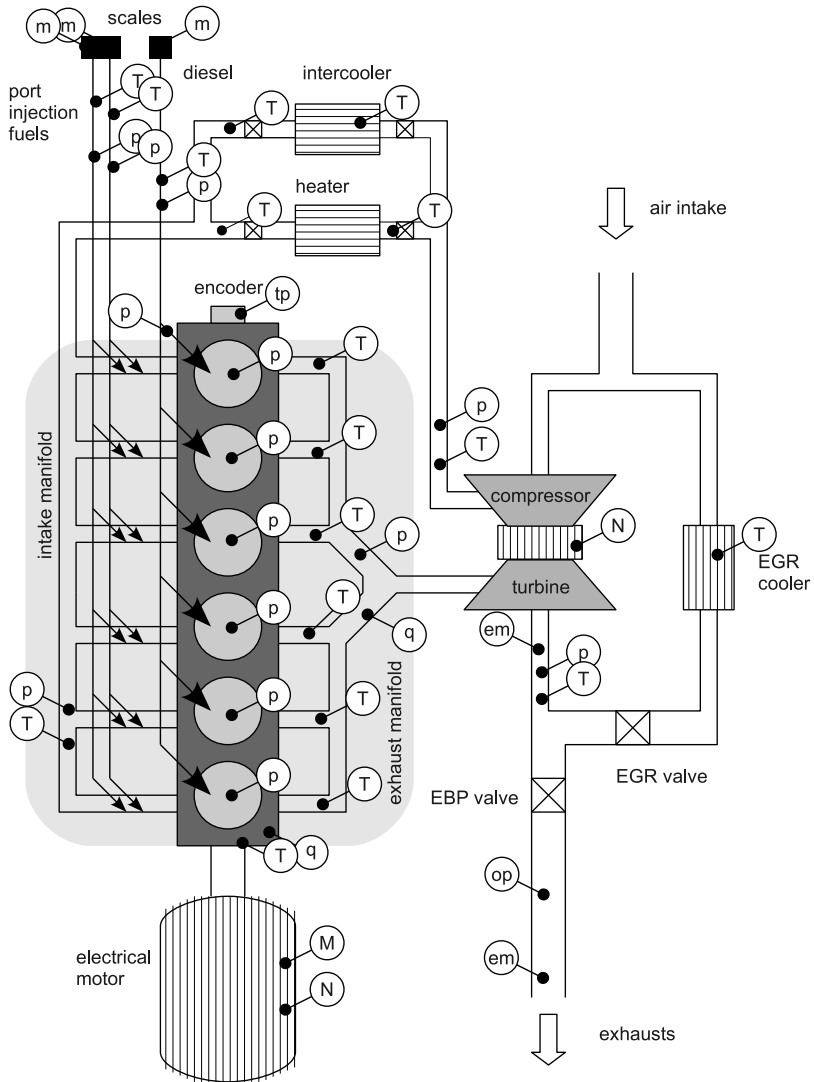 scales
m
m
m
port
injection
fuels
diesel
T
T
p
p
T
p
intercooler
T
T
heater
T
T
air intake
encoder
tp
p
p
T
p
T
p
T
p
T
p
T
p
T
intake manifold
exhaust manifold
p
T
p
q
T
q
p
T
compressor
N
turbine
T
EGR
cooler
em
p
T
EGR valve
EBP valve
op
em
exhausts
electrical
motor
M
N